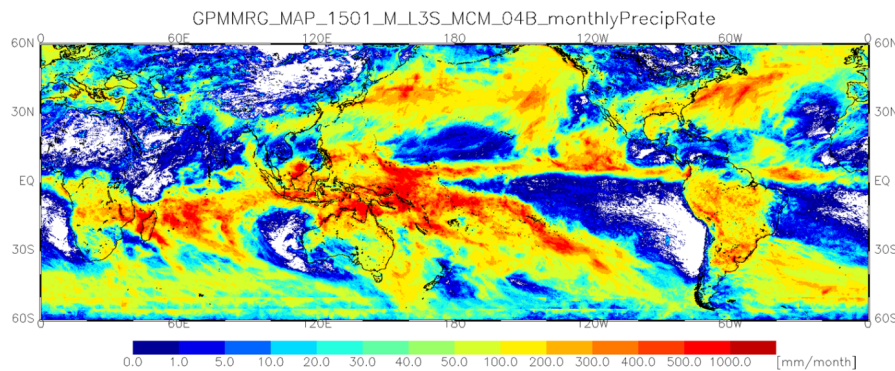 GPMMRG_MAP_1501_M_L3S_MCM_04B_monthlyPrecipRate
0 60E 120E 180 120W 60W 0
60N 60N
30N 30N
EQ EQ
30S 30S
60S 60S
0 60E 120E 180 120W 60W 0
0.0 1.0 5.0 10.0 20.0 30.0 40.0 50.0 100.0 200.0 300.0 400.0 500.0 1000.0 [mm/month]